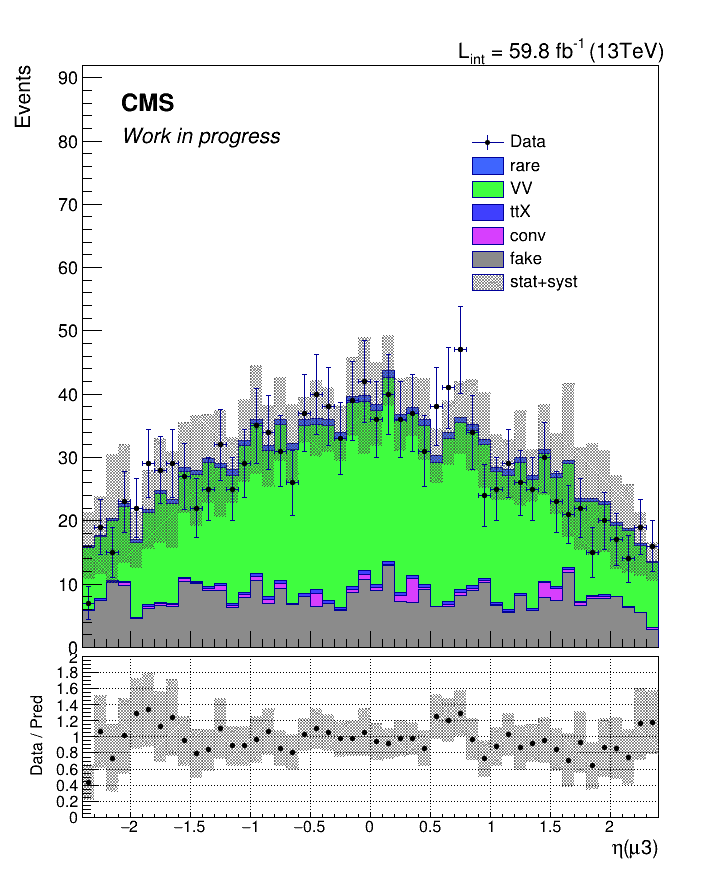 L_int = 59.8 fb^-1 (13TeV)
Events
CMS
Work in progress
Data
rare
VV
ttX
conv
fake
stat+syst
90
80
70
60
50
40
30
20
10
0
Data / Pred
2
1.8
1.6
1.4
1.2
1
0.8
0.6
0.4
0.2
0
−2 −1.5 −1 −0.5 0 0.5 1 1.5 2
η(μ3)